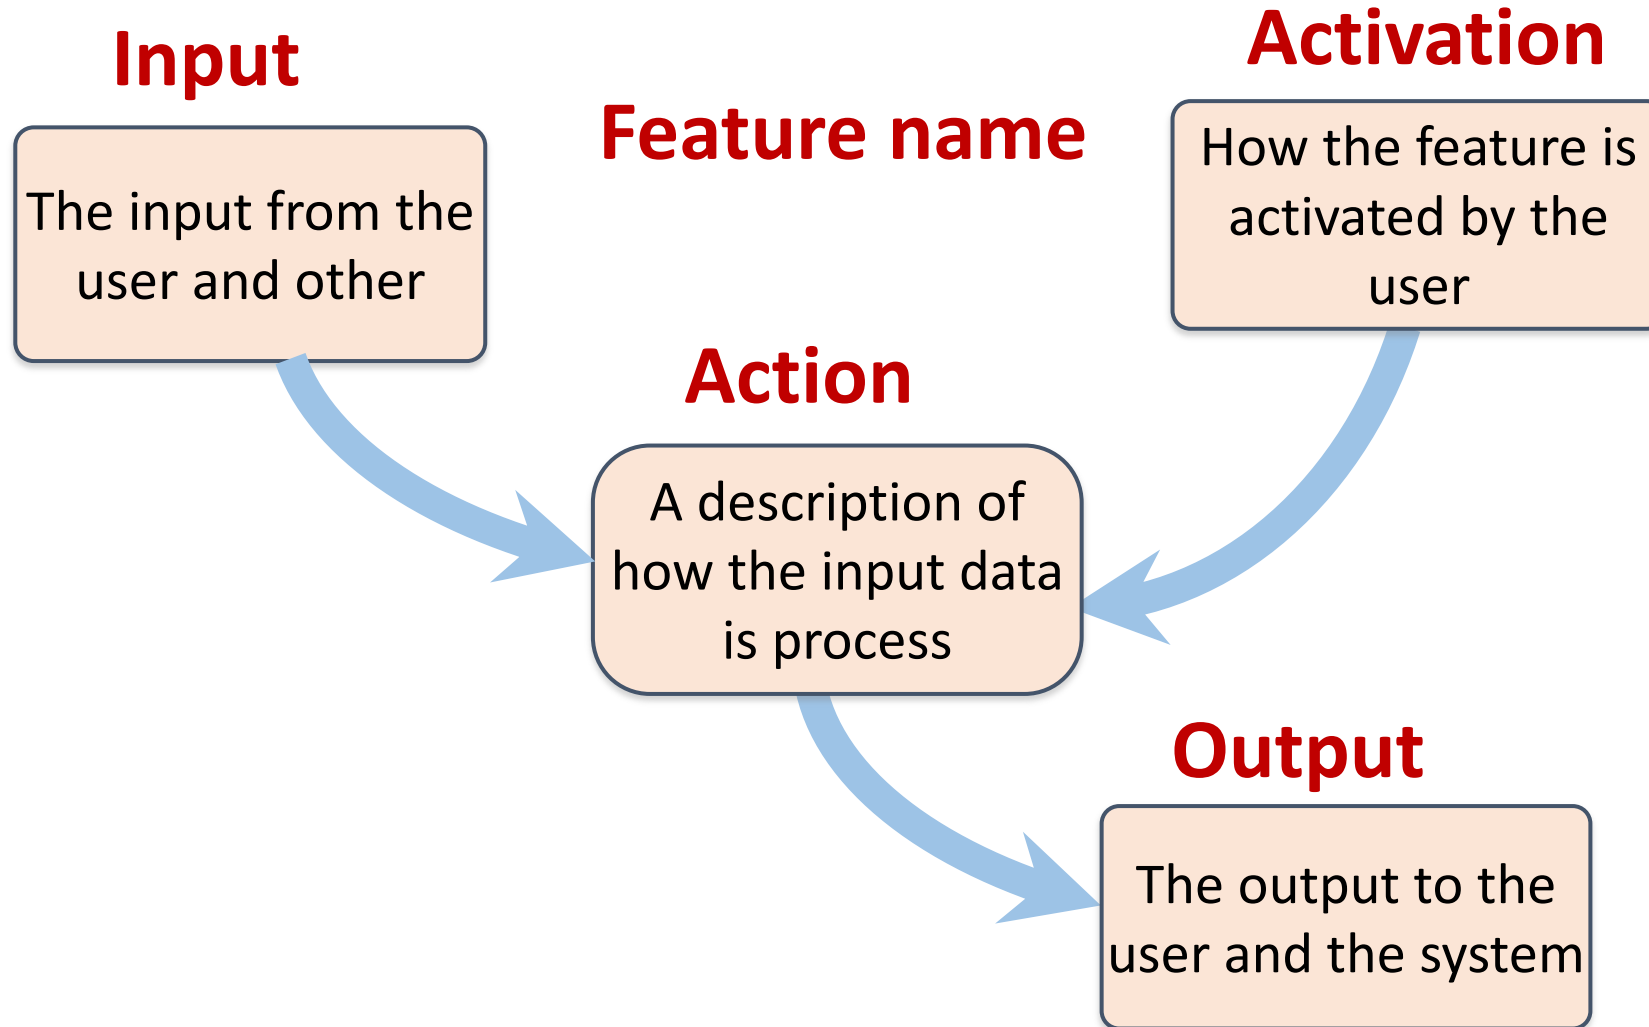 Input
The input from the
user and other
Feature name
Activation
How the feature is
activated by the
user
Action
A description of
how the input data
is process
Output
The output to the
user and the system